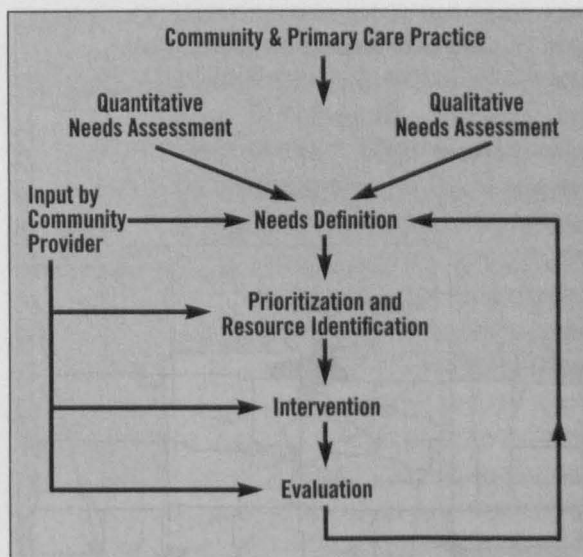 Community & Primary Care Practice
Quantitative
Needs Assessment
Qualitative
Needs Assessment
Input by
Community
Provider
Needs Definition
Prioritization and
Resource Identification
Intervention
Evaluation